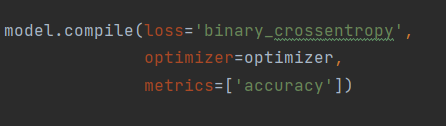 model.compile(loss='binary_crossentropy',
optimizer=optimizer,
metrics=['accuracy'])